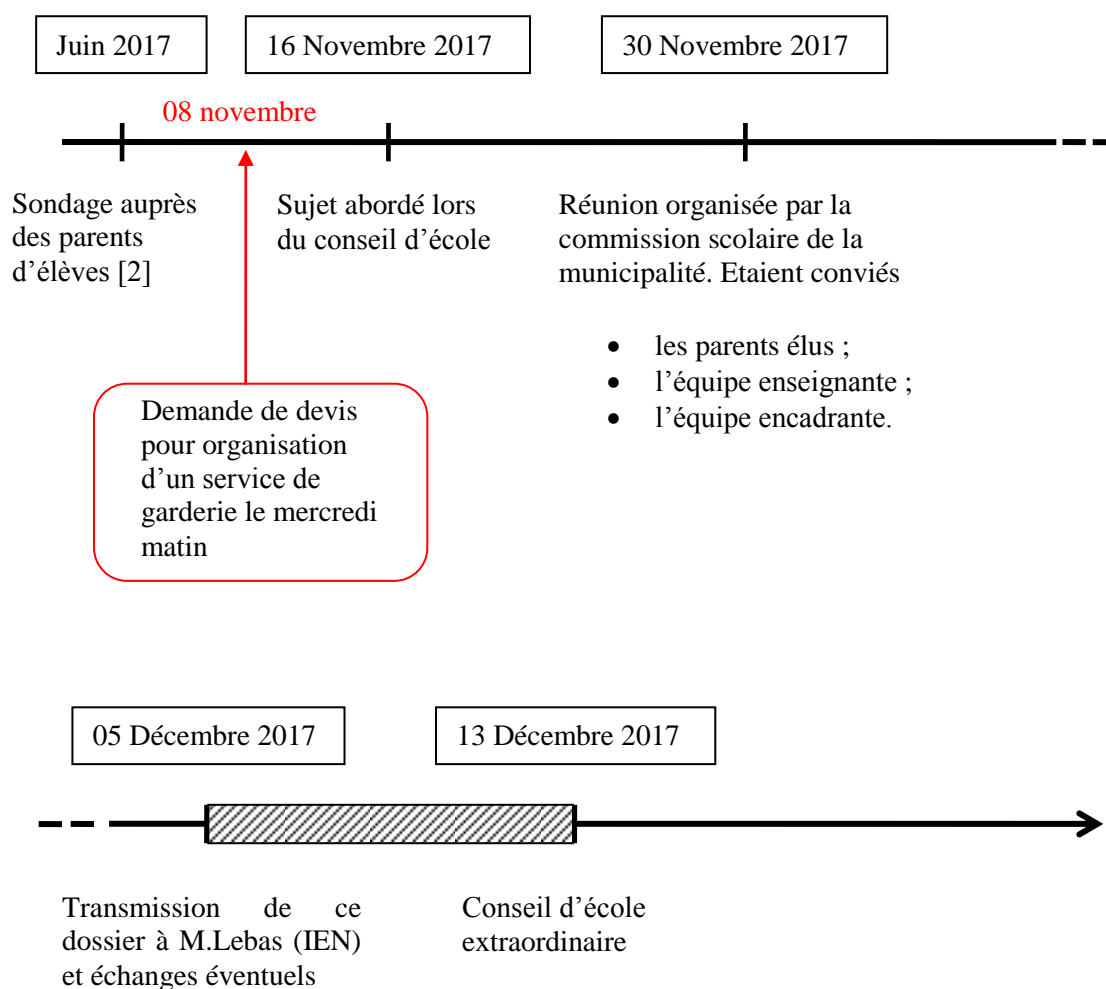 Juin 2017
16 Novembre 2017
30 Novembre 2017
08 novembre
Sondage auprès
des parents
d’élèves [2]
Sujet abordé lors
du conseil d’école
Réunion organisée par la
commission scolaire de la
municipalité. Etaient conviés
• les parents élus ;
• l’équipe enseignante ;
• l’équipe encadrante.
Demande de devis
pour organisation
d’un service de
garderie le mercredi
matin
05 Décembre 2017
13 Décembre 2017
Transmission de ce
dossier à M.Lebas (IEN)
et échanges éventuels
Conseil d’école
extraordinaire